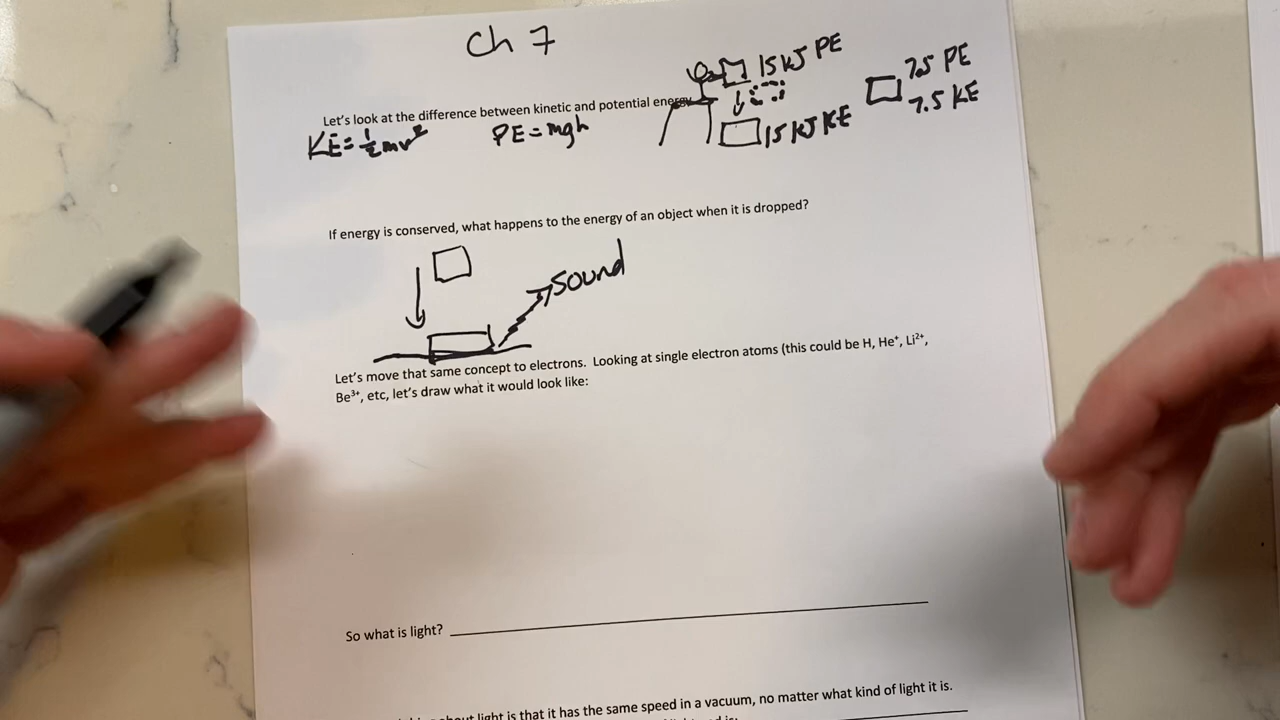 Ch 7
15 kJ PE
Let's look at the difference between kinetic and potential energy
7.5 PE
7.5 KE
KE = ½mv²
PE = mgh
15 kJ KE
If energy is conserved, what happens to the energy of an object when it is dropped?
Sound
Let's move that same concept to electrons. Looking at single electron atoms (this could be H, He⁺, Li²⁺,
Be³⁺, etc, let's draw what it would look like:
So what is light?
light is that it has the same speed in a vacuum, no matter what kind of light it is.